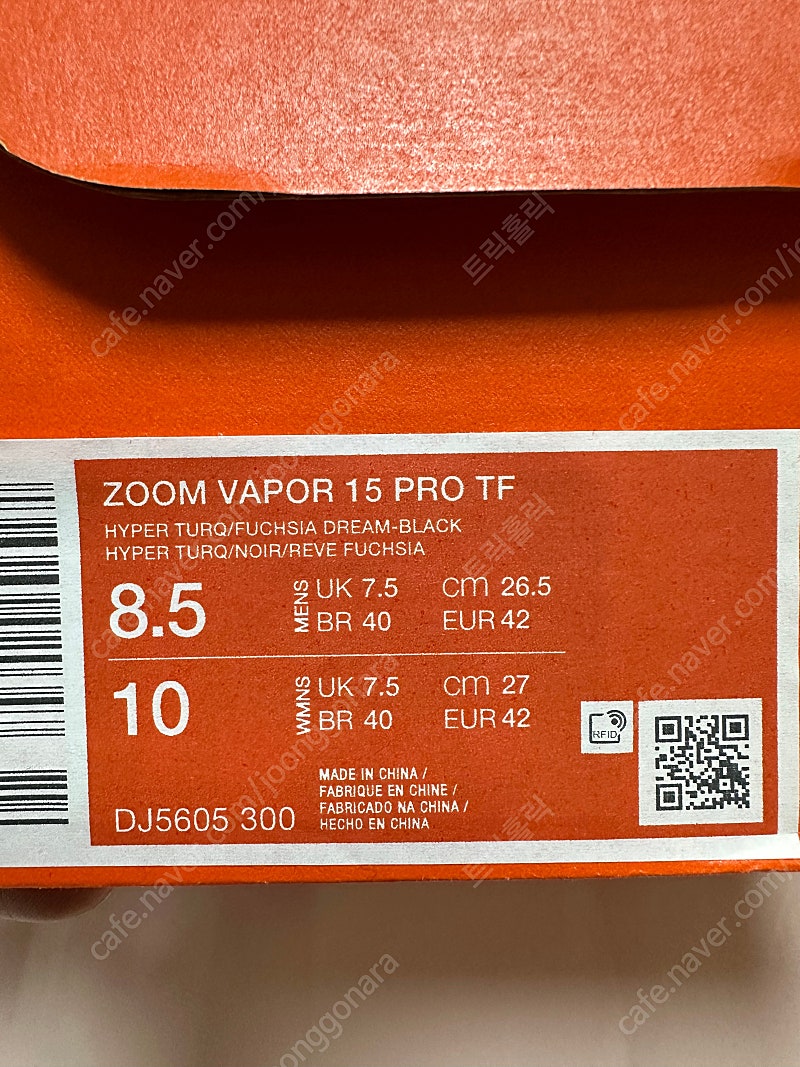 ZOOM VAPOR 15 PRO TF
HYPER TURQ/FUCHSIA DREAM-BLACK
HYPER TURQ/NOIR/REVE FUCHSIA
8.5 MENS UK 7.5 cm 26.5
BR 40 EUR 42
10 WMNS UK 7.5 cm 27
BR 40 EUR 42
RFID
MADE IN CHINA /
FABRIQUE EN CHINE /
FABRICADO NA CHINA /
HECHO EN CHINA
DJ5605 300
cafe.naver.com/joonggonara
트릭홀릭